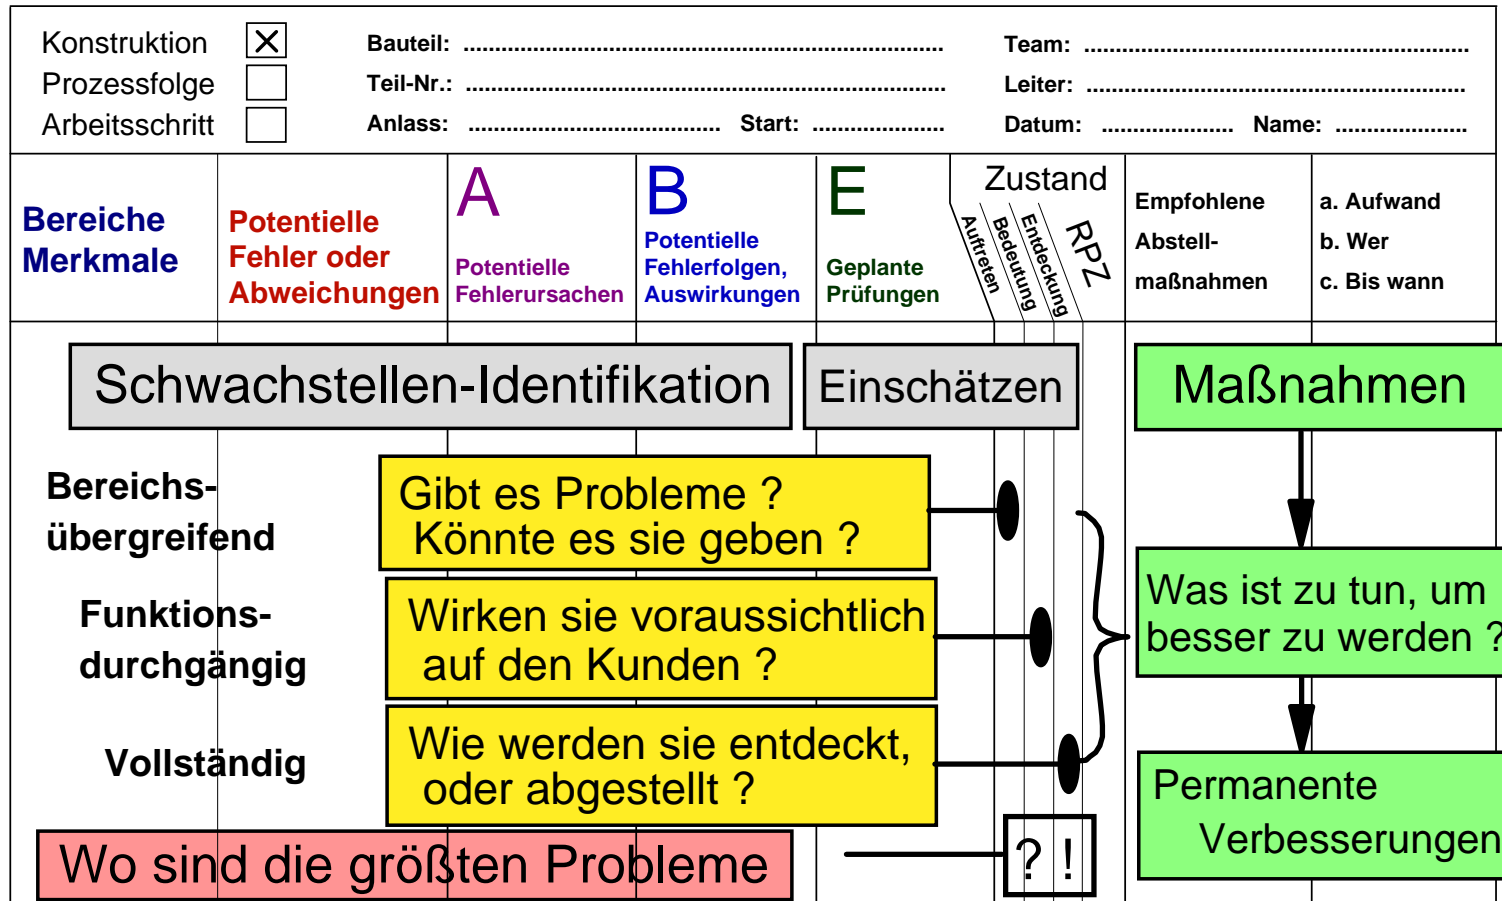 Konstruktion X
Prozessfolge
Arbeitsschritt
Bauteil: ................................................................
Teil-Nr.: ................................................................
Anlass: .................................. Start: ..................
Team: ....................................................
Leiter: ...................................................
Datum: .................. Name: ..................
Bereiche
Merkmale
Potentielle
Fehler oder
Abweichungen
A
Potentielle
Fehlerursachen
B
Potentielle
Fehlerfolgen,
Auswirkungen
E
Geplante
Prüfungen
Zustand
Auftreten
Bedeutung
Entdeckung
RPZ
Empfohlene
Abstell-
maßnahmen
a. Aufwand
b. Wer
c. Bis wann
Schwachstellen-Identifikation
Einschätzen
Maßnahmen
Bereichs-
übergreifend
Gibt es Probleme ?
Könnte es sie geben ?
Funktions-
durchgängig
Wirken sie voraussichtlich
auf den Kunden ?
Was ist zu tun, um
besser zu werden ?
Vollständig
Wie werden sie entdeckt,
oder abgestellt ?
Permanente
Verbesserungen
Wo sind die größten Probleme
? !